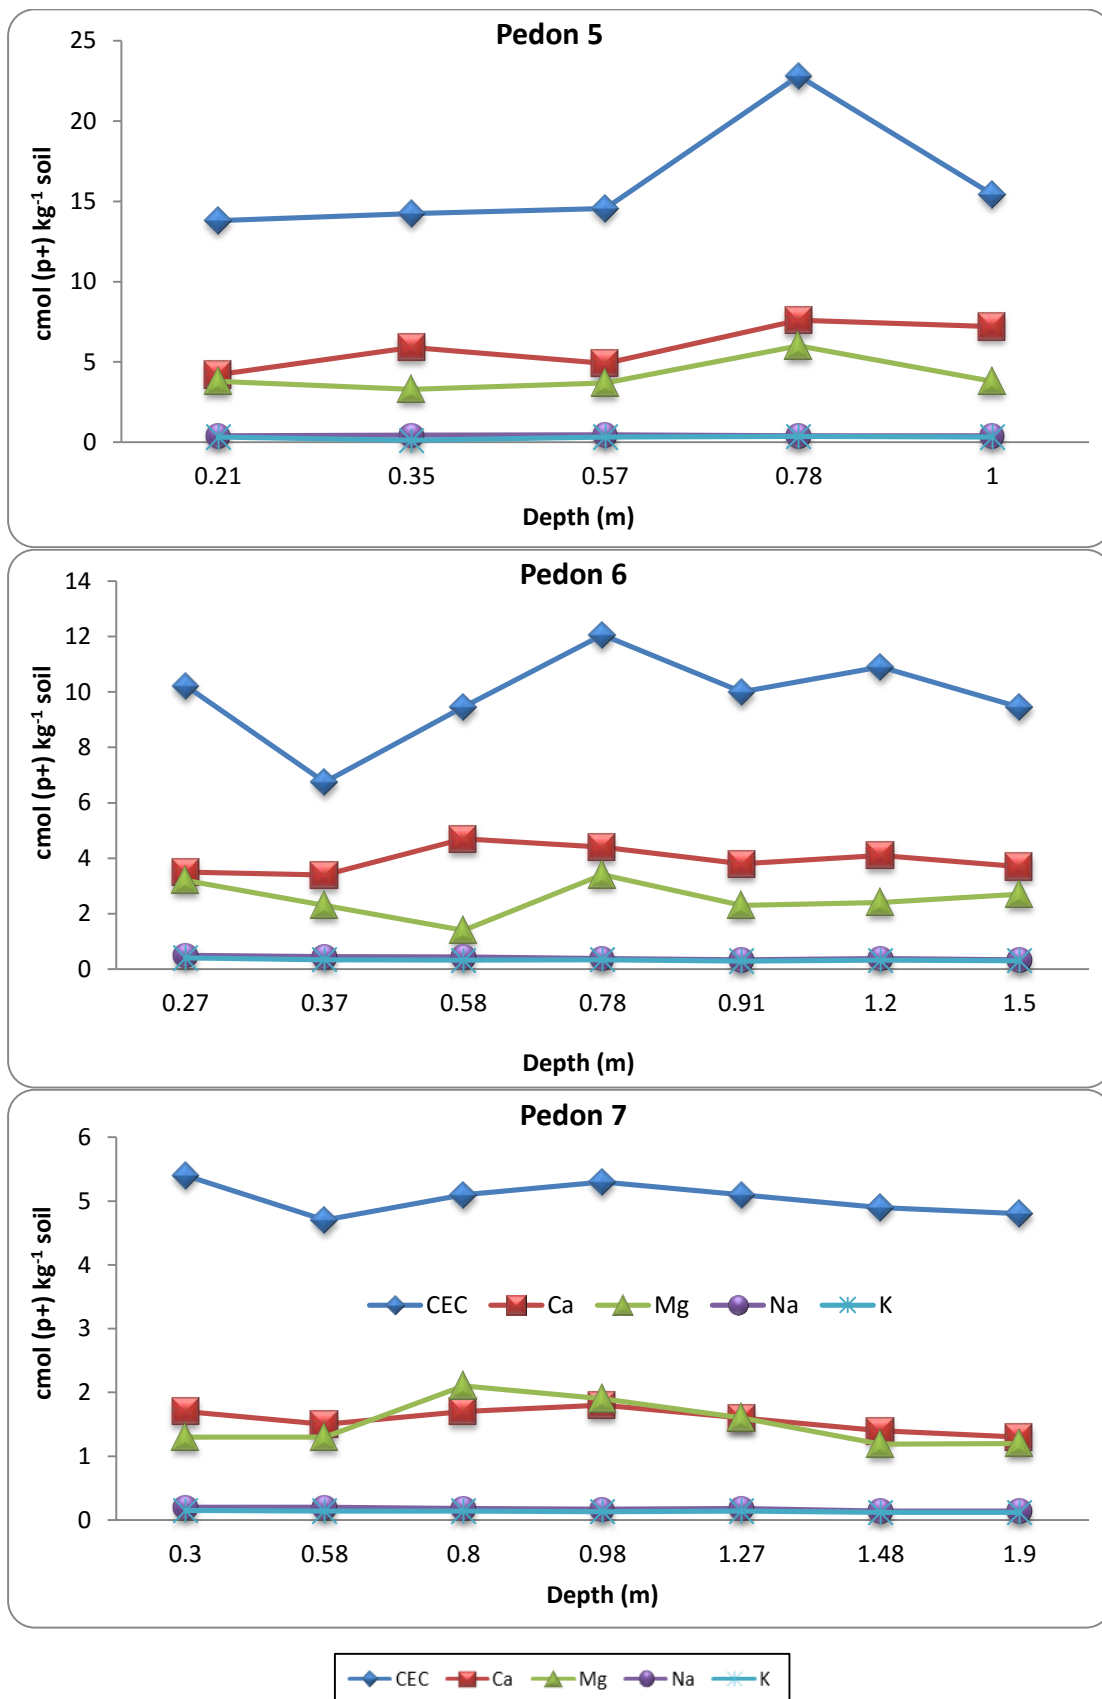 Pedon 5
25
20
15
10
5
0
cmol (p+) kg-1 soil
0.21 0.35 0.57 0.78 1
Depth (m)
Pedon 6
14
12
10
8
6
4
2
0
cmol (p+) kg-1 soil
0.27 0.37 0.58 0.78 0.91 1.2 1.5
Depth (m)
Pedon 7
6
5
4
3
2
1
0
cmol (p+) kg-1 soil
CEC Ca Mg Na K
0.3 0.58 0.8 0.98 1.27 1.48 1.9
Depth (m)
CEC Ca Mg Na K